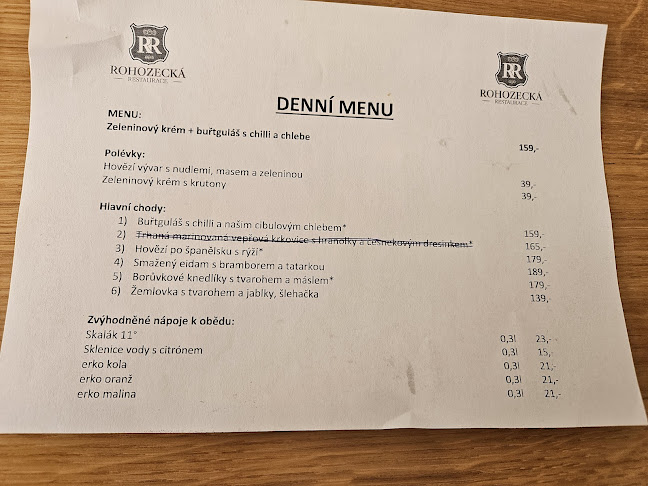 RR
ROHOZECKÁ
RESTAURACE
RR
ROHOZECKÁ
RESTAURACE
DENNÍ MENU
MENU:
Zeleninový krém + buřtguláš s chilli a chlebe 159,-
Polévky:
Hovězí vývar s nudlemi, masem a zeleninou 39,-
Zeleninový krém s krutony 39,-
Hlavní chody:
1) Buřtguláš s chilli a našim cibulovým chlebem* 159,-
2) Trhaná marinovaná vepřová krkovice s hranolky a česnekovým dresinkem* 165,-
3) Hovězí po španělsku s rýží* 179,-
4) Smažený eidam s bramborem a tatarkou 189,-
5) Borůvkové knedlíky s tvarohem a máslem* 179,-
6) Žemlovka s tvarohem a jablky, šlehačka 139,-
Zvýhodněné nápoje k obědu:
Skalák 11° 0,3l 23,-
Sklenice vody s citrónem 0,3l 15,-
erko kola 0,3l 21,-
erko oranž 0,3l 21,-
erko malina 0,3l 21,-